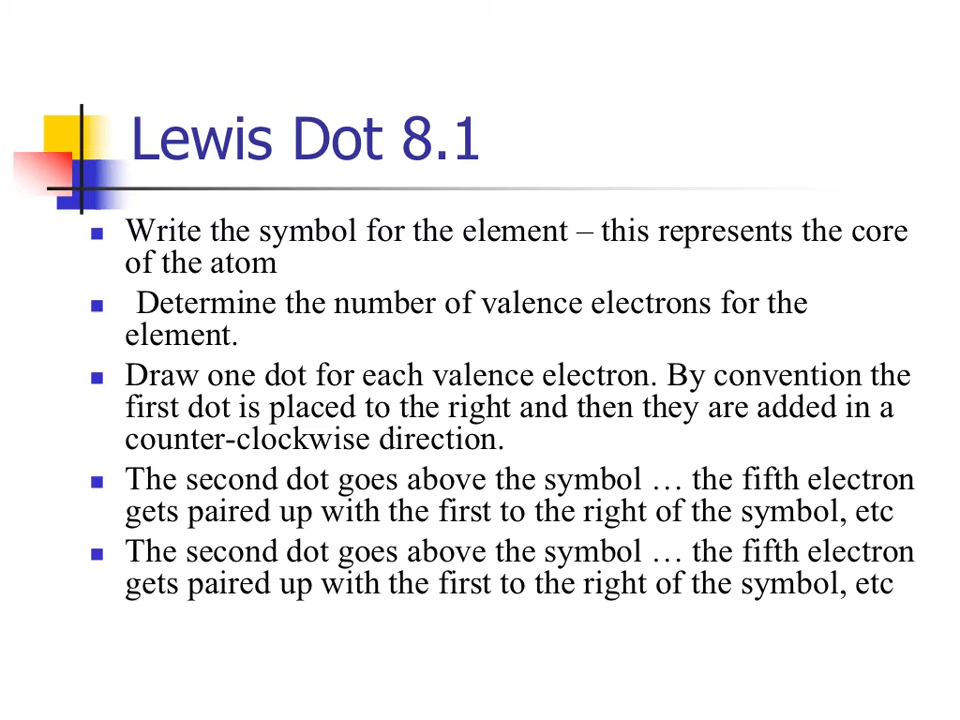 Lewis Dot 8.1
Write the symbol for the element – this represents the core
of the atom
Determine the number of valence electrons for the
element.
Draw one dot for each valence electron. By convention the
first dot is placed to the right and then they are added in a
counter-clockwise direction.
The second dot goes above the symbol … the fifth electron
gets paired up with the first to the right of the symbol, etc
The second dot goes above the symbol … the fifth electron
gets paired up with the first to the right of the symbol, etc